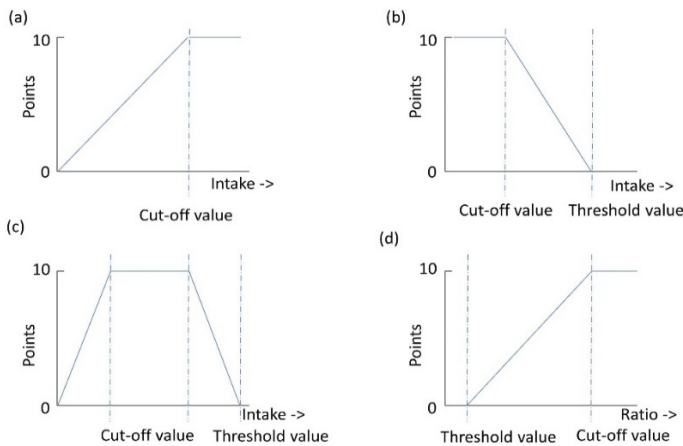 (a)
10
Points
0
Intake ->
Cut-off value
(b)
10
Points
0
Intake ->
Cut-off value Threshold value
(c)
10
Points
0
Intake ->
Cut-off value Threshold value
(d)
10
Points
0
Ratio ->
Threshold value Cut-off value